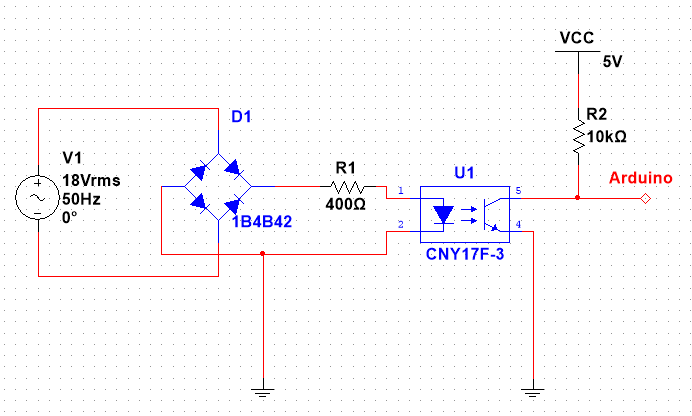 VCC
5V
D1
R2
10kΩ
V1
18Vrms
50Hz
0°
R1
400Ω
U1
Arduino
1
5
1B4B42
2
4
CNY17F-3